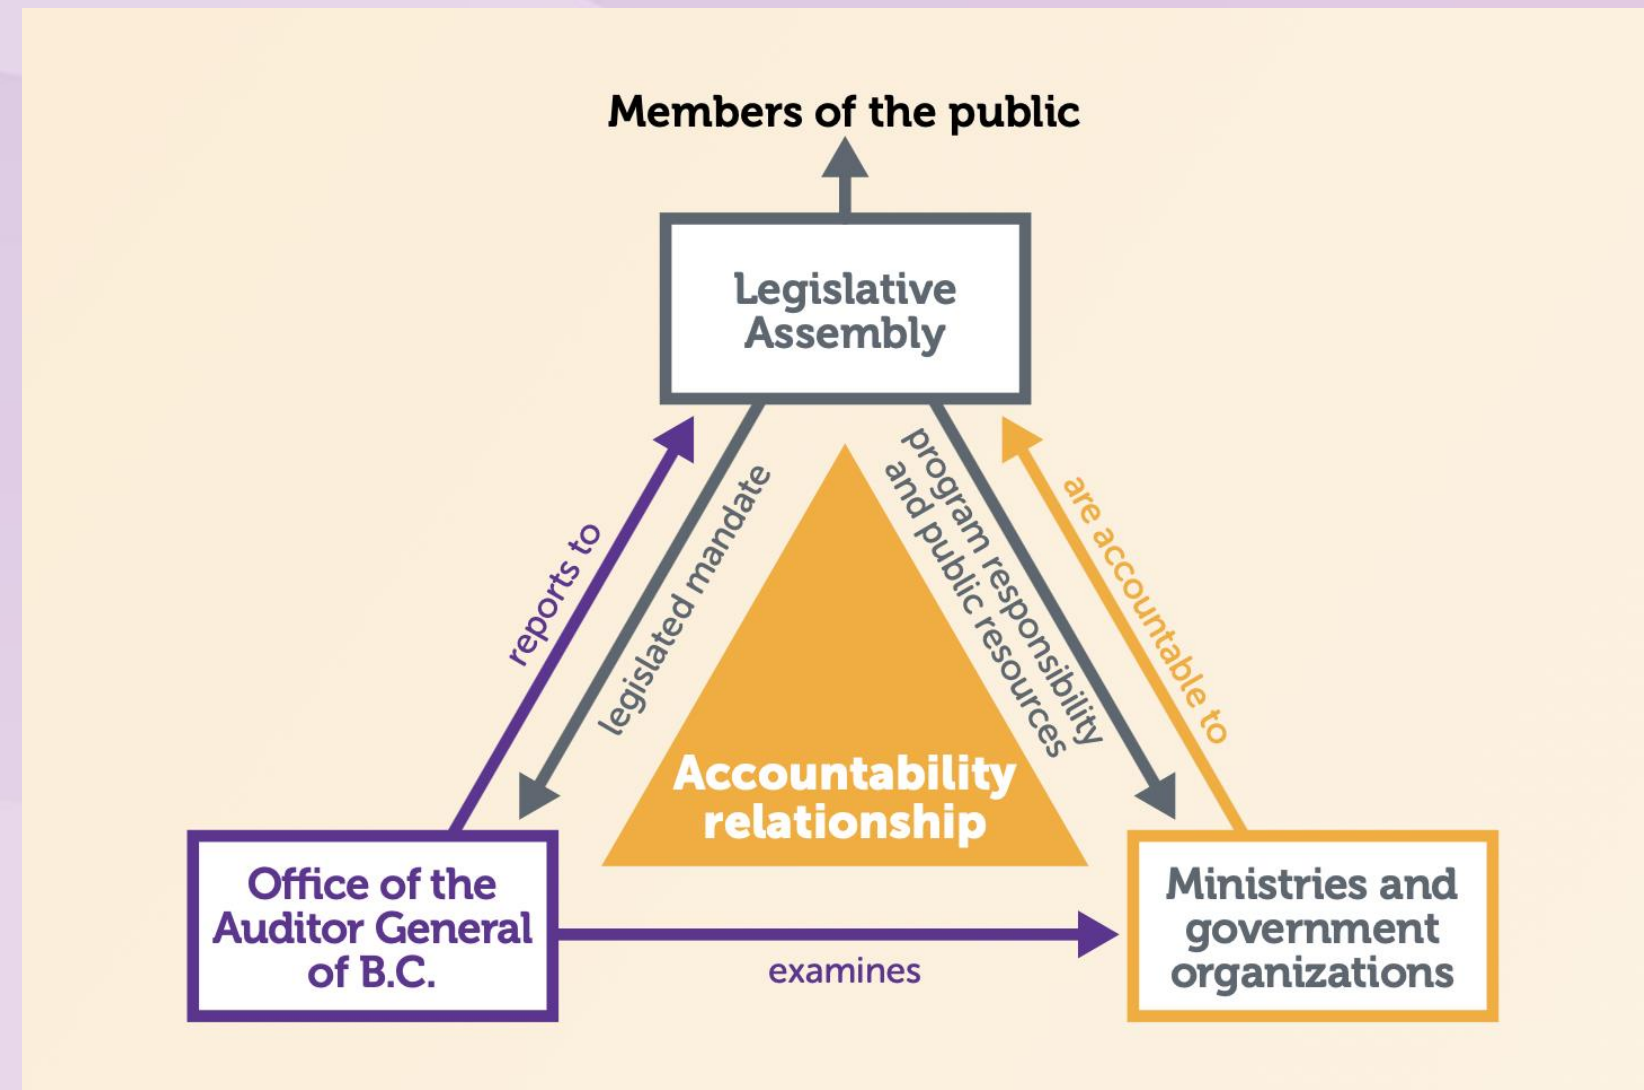 Members of the public
Legislative
Assembly
reports to
legislated mandate
program responsibility
and public resources
are accountable to
Accountability
relationship
Office of the
Auditor General
of B.C.
examines
Ministries and
government
organizations